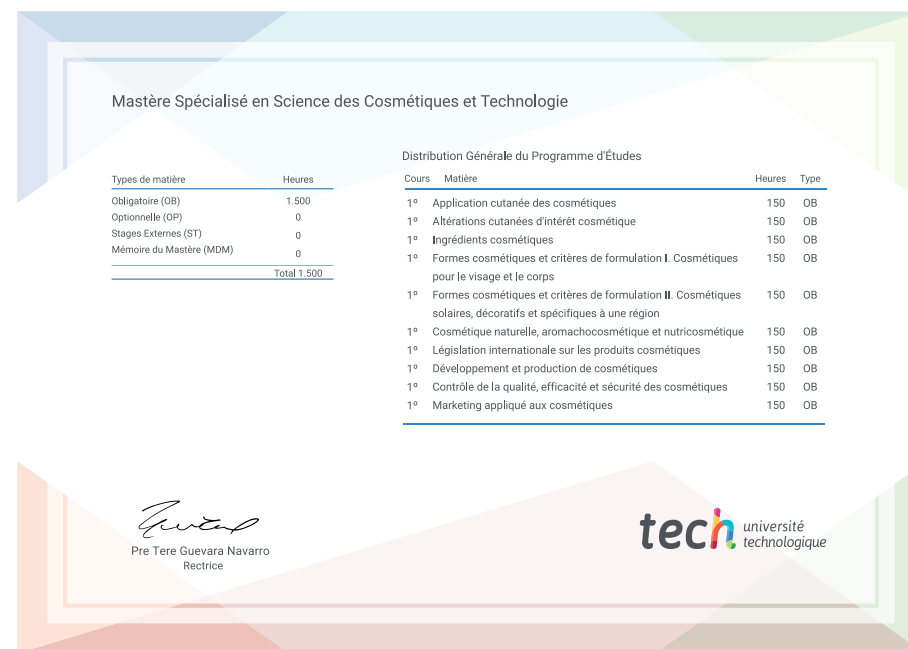 Mastère Spécialisé en Science des Cosmétiques et Technologie
Types de matière Heures
Obligatoire (OB) 1.500
Optionnelle (OP) 0
Stages Externes (ST) 0
Mémoire du Mastère (MDM) 0
Total 1.500
Distribution Générale du Programme d'Études
Cours Matière Heures Type
1º Application cutanée des cosmétiques 150 OB
1º Altérations cutanées d'intérêt cosmétique 150 OB
1º Ingrédients cosmétiques 150 OB
1º Formes cosmétiques et critères de formulation I. Cosmétiques 150 OB
pour le visage et le corps
1º Formes cosmétiques et critères de formulation II. Cosmétiques 150 OB
solaires, décoratifs et spécifiques à une région
1º Cosmétique naturelle, aromachocosmétique et nutricosmétique 150 OB
1º Législation internationale sur les produits cosmétiques 150 OB
1º Développement et production de cosmétiques 150 OB
1º Contrôle de la qualité, efficacité et sécurité des cosmétiques 150 OB
1º Marketing appliqué aux cosmétiques 150 OB
Pre Tere Guevara Navarro
Rectrice
tech université
technologique